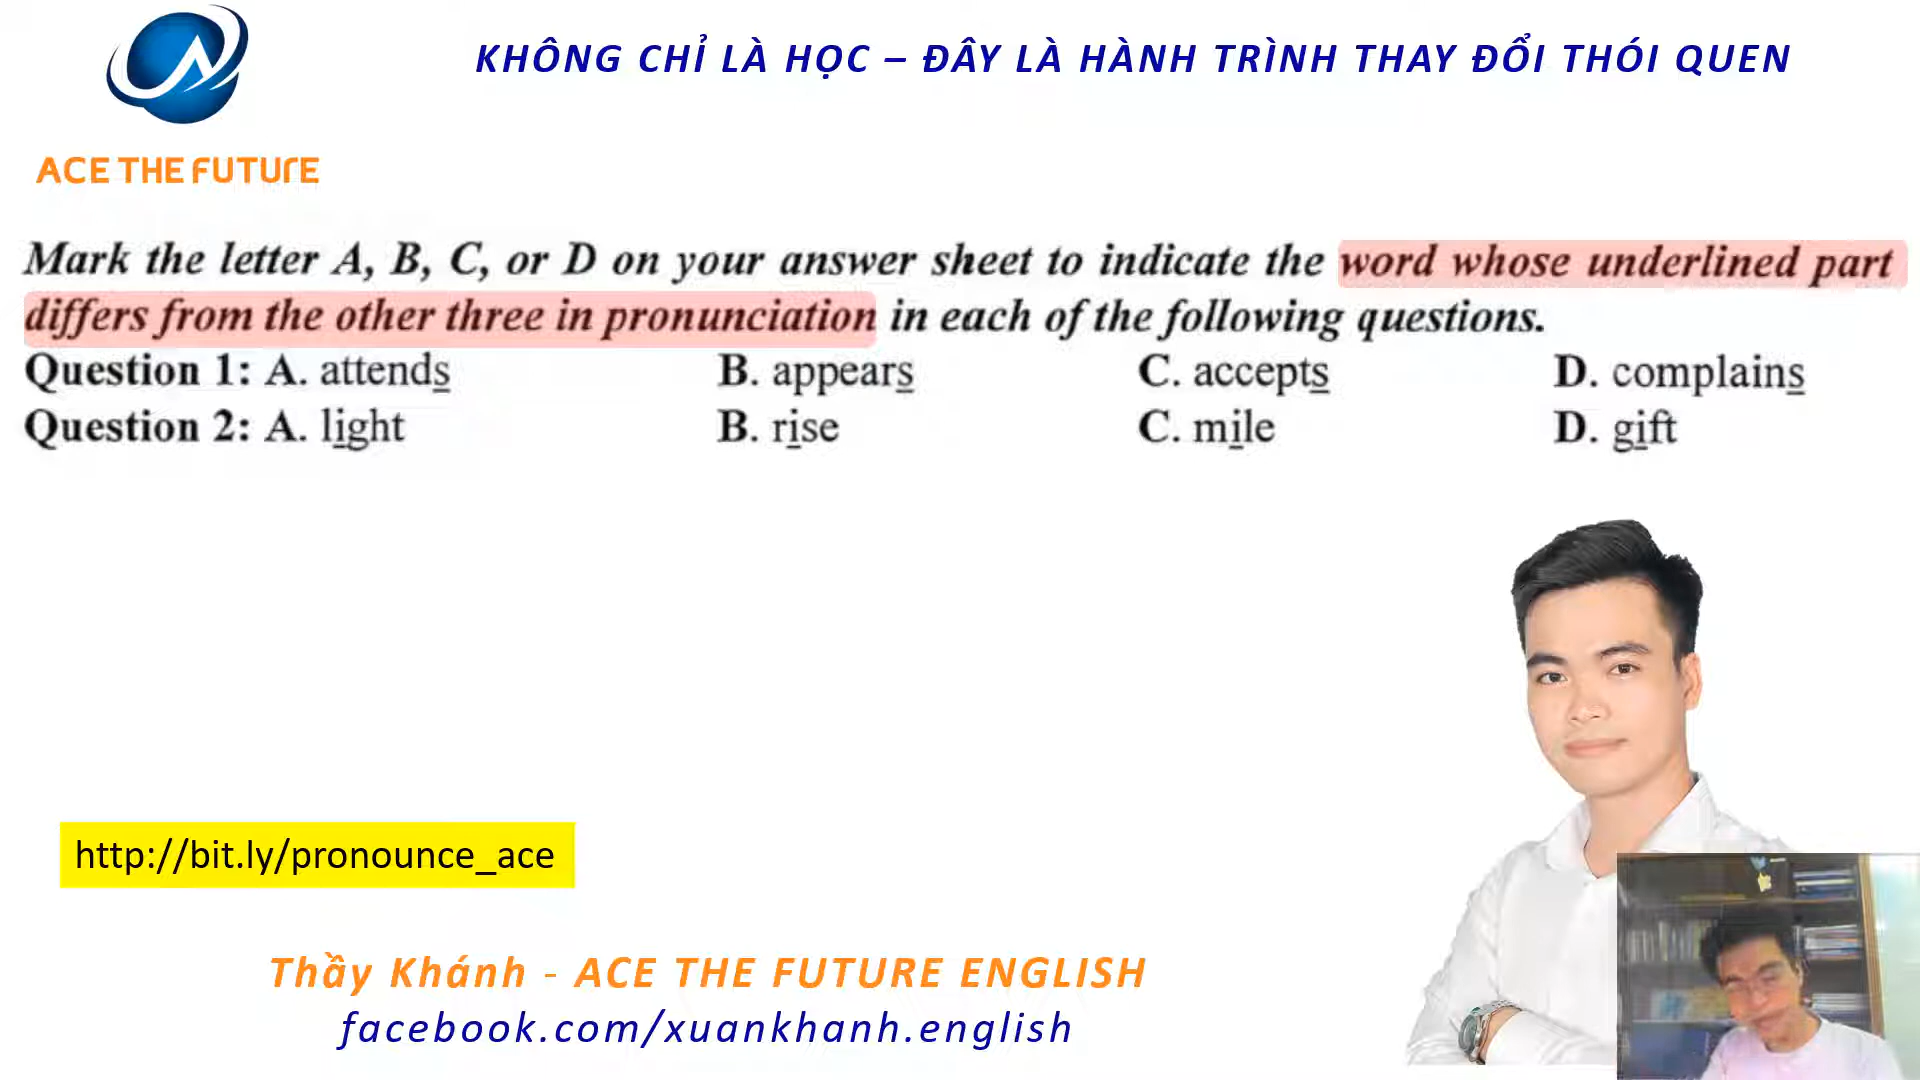 KHÔNG CHỈ LÀ HỌC – ĐÂY LÀ HÀNH TRÌNH THAY ĐỔI THÓI QUEN
ACE THE FUTURE
Mark the letter A, B, C, or D on your answer sheet to indicate the word whose underlined part
differs from the other three in pronunciation in each of the following questions.
Question 1: A. attends B. appears C. accepts D. complains
Question 2: A. light B. rise C. mile D. gift
http://bit.ly/pronounce_ace
Thầy Khánh - ACE THE FUTURE ENGLISH
facebook.com/xuankhanh.english